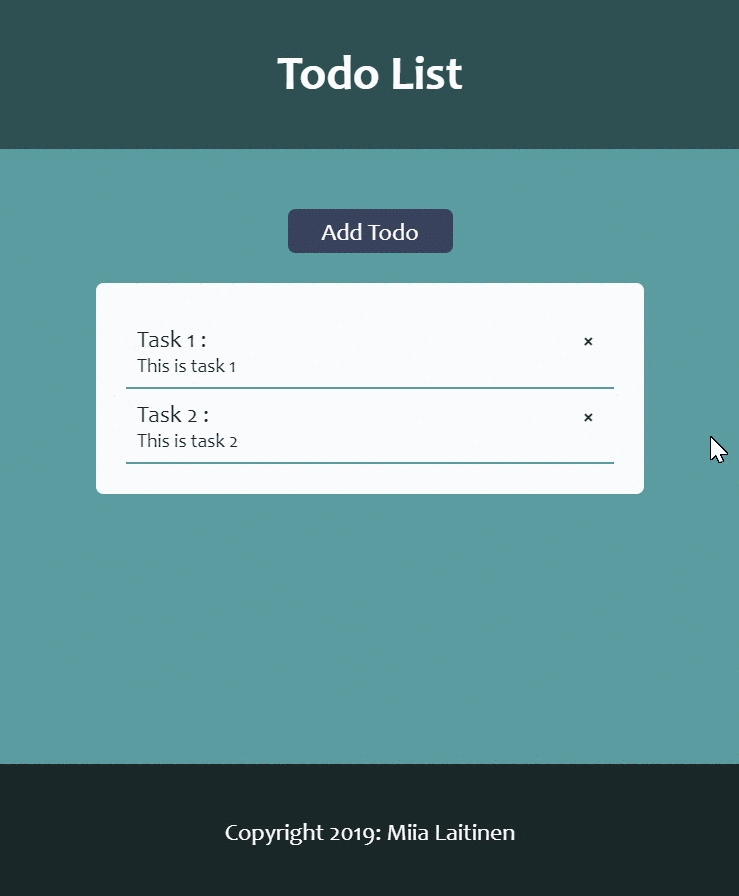 Todo List
Add Todo
Task 1 :
×
This is task 1
Task 2 :
×
This is task 2
Copyright 2019: Miia Laitinen